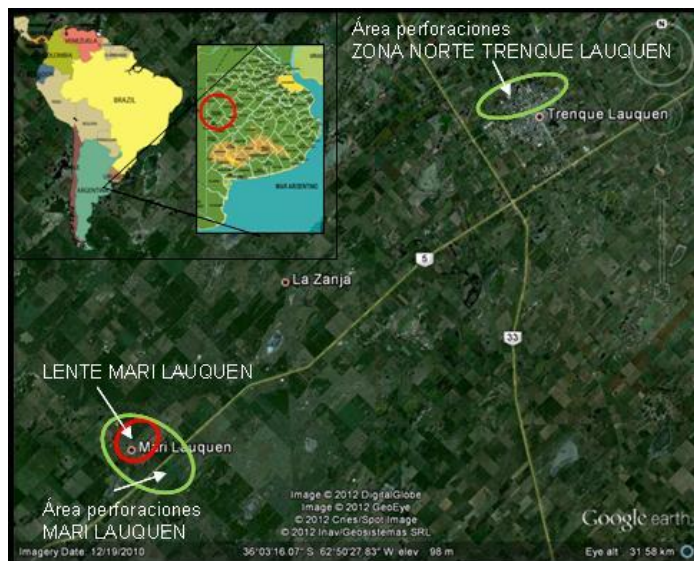 Área perforaciones
ZONA NORTE TRENQUE LAUQUEN
N
VENEZUELA
COLOMBIA
BRAZIL
ARGENTINA
MAR ARGENTINO
Trenque Lauquen
La Zanja
5
33
LENTE MARI LAUQUEN
Mari Lauquen
Área perforaciones
MARI LAUQUEN
Image © 2012 DigitalGlobe
Image © 2012 GeoEye
© 2012 Cnes/Spot Image
© 2012 Inav/Geosistemas SRL
Google earth
Imagery Date: 12/19/2010
36°03'16.07" S 62°50'27.83" W elev 98 m
Eye alt 31.58 km